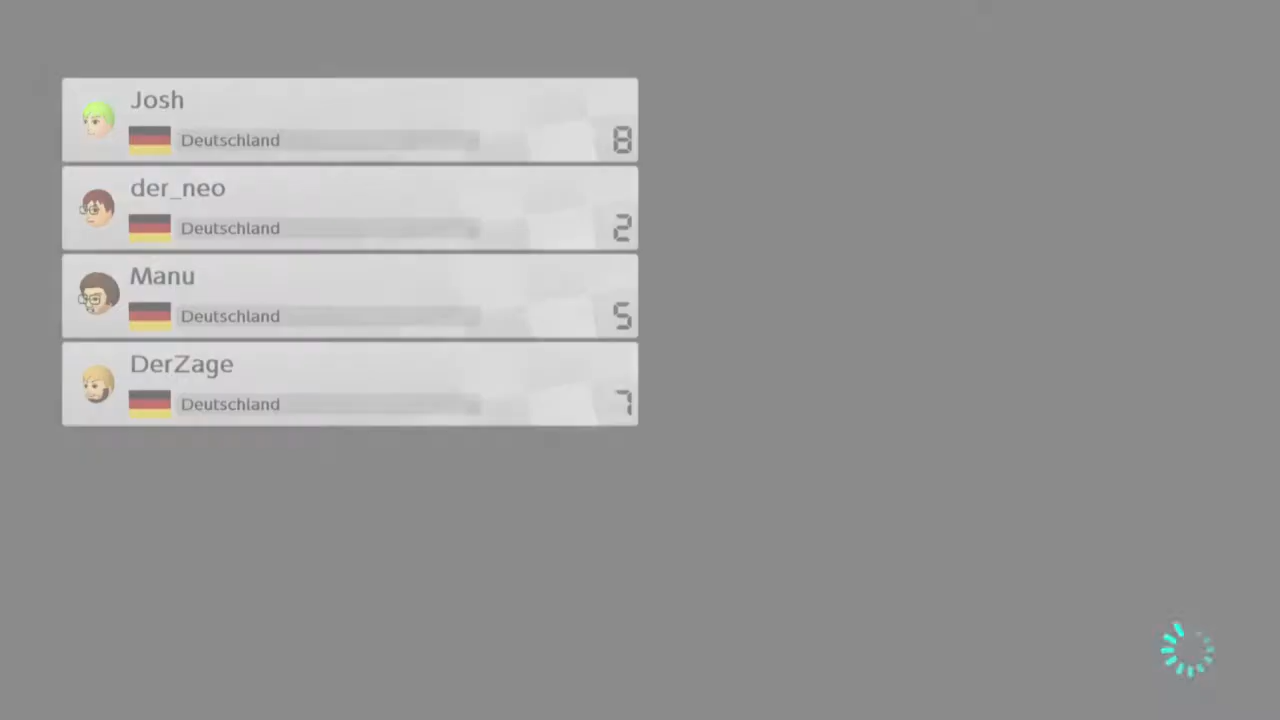 Josh
Deutschland
8
der_neo
Deutschland
2
Manu
Deutschland
5
DerZage
Deutschland
7